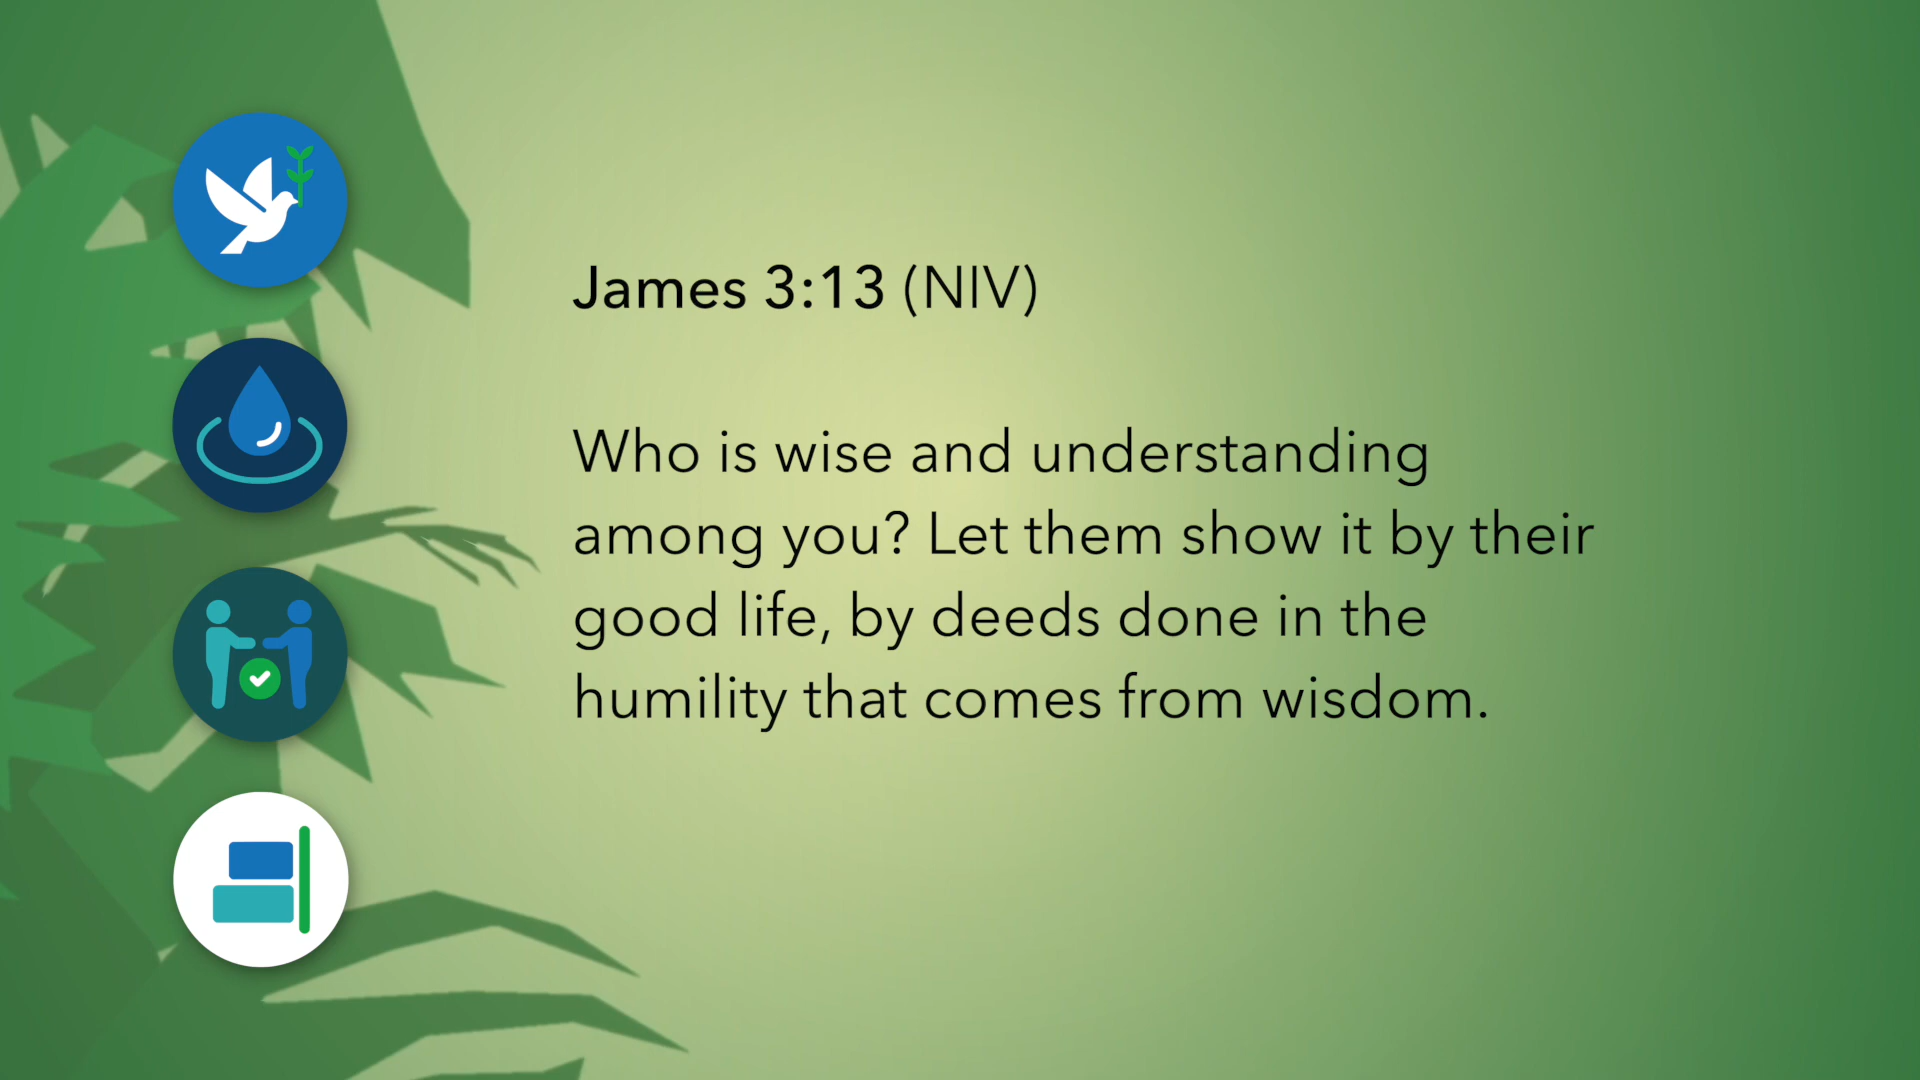 James 3:13 (NIV)
Who is wise and understanding
among you? Let them show it by their
good life, by deeds done in the
humility that comes from wisdom.